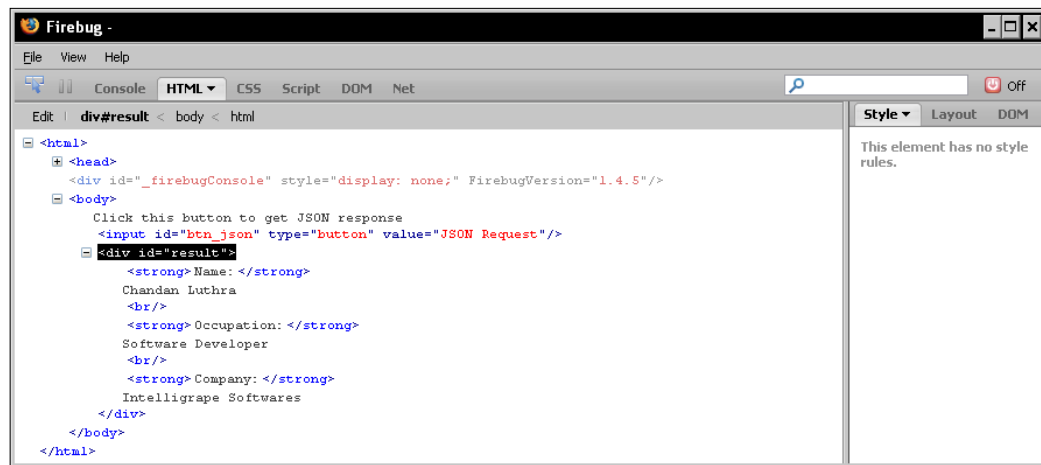 Firebug -
File View Help
Console HTML CSS Script DOM Net Off
Edit div#result < body < html
Style Layout DOM
This element has no style
rules.
<html>
<head>
<div id="_firebugConsole" style="display: none;" FirebugVersion="1.4.5"/>
<body>
Click this button to get JSON response
<input id="btn_json" type="button" value="JSON Request"/>
<div id="result">
<strong>Name: </strong>
Chandan Luthra
<br/>
<strong>Occupation: </strong>
Software Developer
<br/>
<strong>Company: </strong>
Intelligrape Softwares
</div>
</body>
</html>